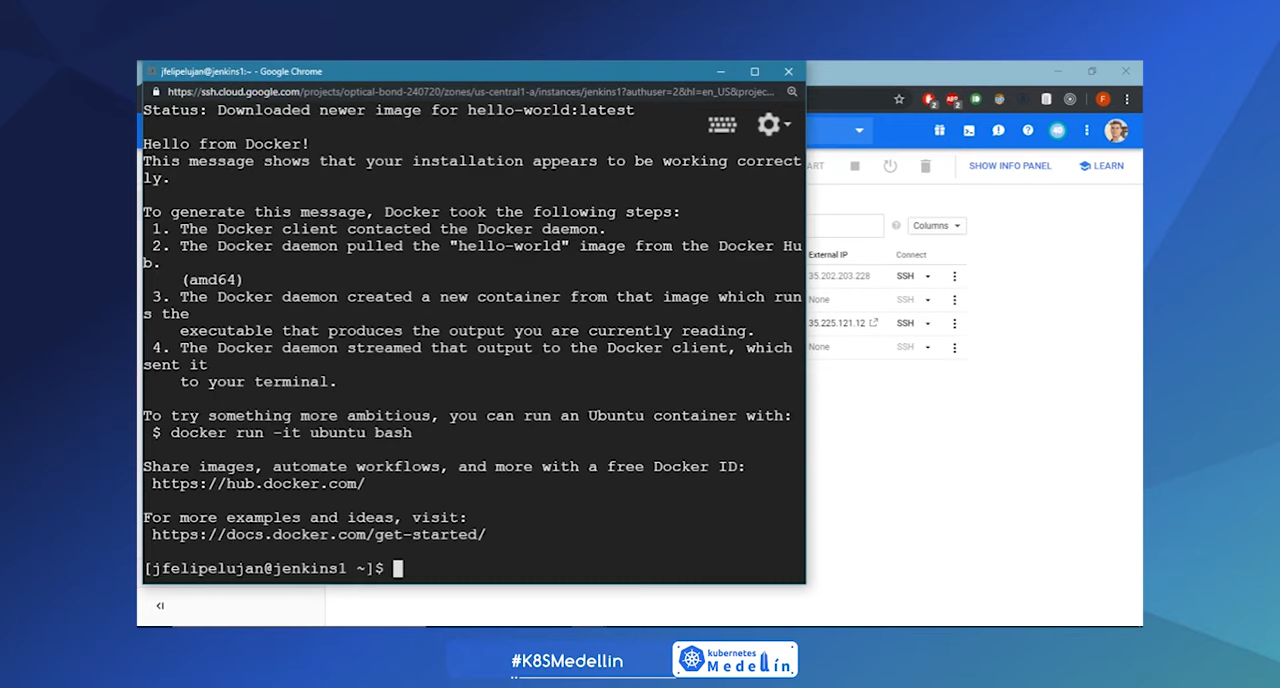 jfelipelujan@jenkins1:~ - Google Chrome
https://ssh.cloud.google.com/projects/optical-bond-240720/zones/us-central1-a/instances/jenkins1?authuser=2&hl=en_US&projec...
Status: Downloaded newer image for hello-world:latest
Hello from Docker!
This message shows that your installation appears to be working correct
ly.
To generate this message, Docker took the following steps:
1. The Docker client contacted the Docker daemon.
2. The Docker daemon pulled the "hello-world" image from the Docker Hu
b.
(amd64)
3. The Docker daemon created a new container from that image which run
s the
executable that produces the output you are currently reading.
4. The Docker daemon streamed that output to the Docker client, which
sent it
to your terminal.
To try something more ambitious, you can run an Ubuntu container with:
$ docker run -it ubuntu bash
Share images, automate workflows, and more with a free Docker ID:
https://hub.docker.com/
For more examples and ideas, visit:
https://docs.docker.com/get-started/
[jfelipelujan@jenkins1 ~]$
ART SHOW INFO PANEL LEARN
Columns
External IP Connect
35.202.203.228 SSH
None SSH
35.225.121.12 SSH
None SSH
#K8SMedellin
kubernetes
Medellín